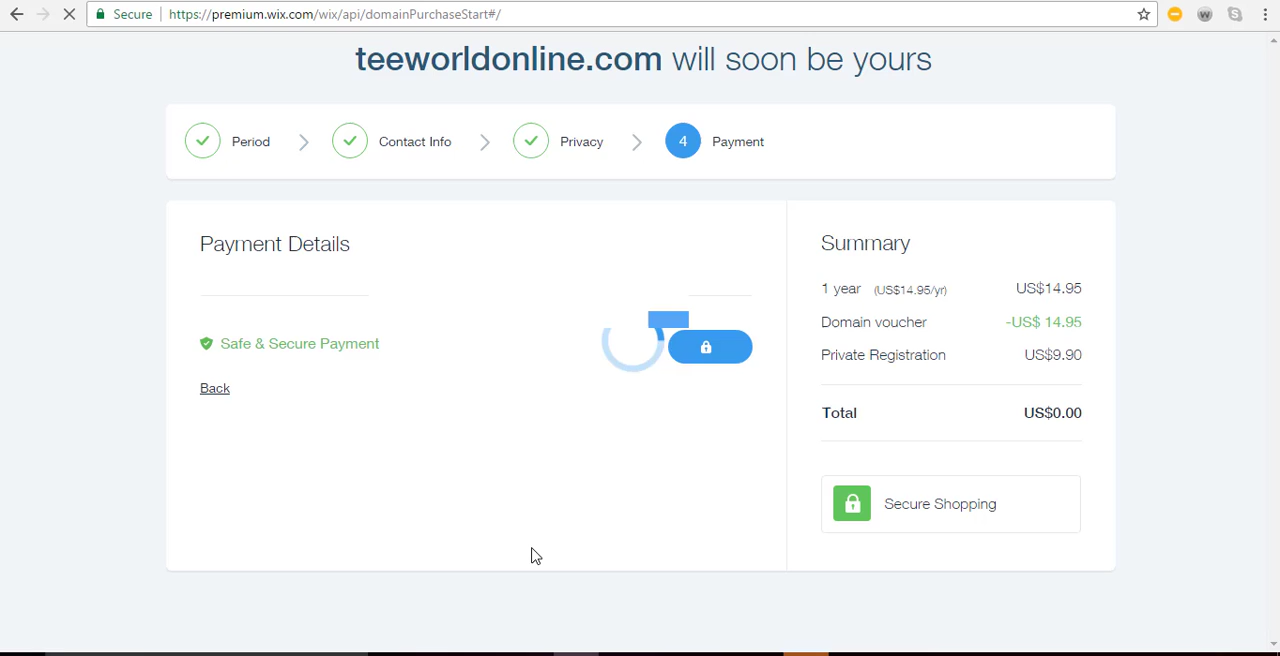 Secure | https://premium.wix.com/wix/api/domainPurchaseStart#/
teeworldonline.com will soon be yours
Period
Contact Info
Privacy
4 Payment
Payment Details
Safe & Secure Payment
Back
Summary
1 year (US$14.95/yr) US$14.95
Domain voucher -US$ 14.95
Private Registration US$9.90
Total US$0.00
Secure Shopping